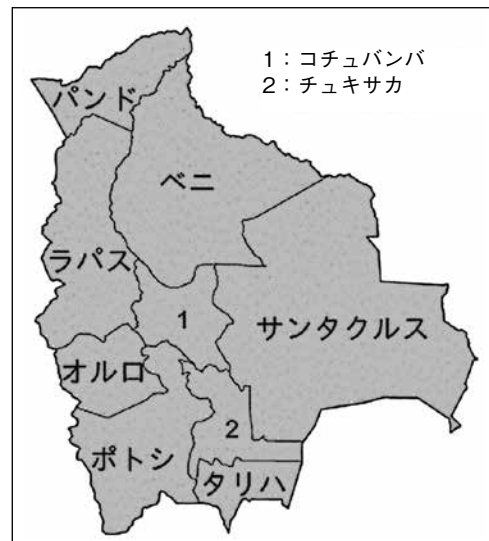 1：コチュバンバ
2：チュキサカ
パンド
ベニ
ラパス
1
サンタクルス
オルロ
2
ポトシ
タリハ